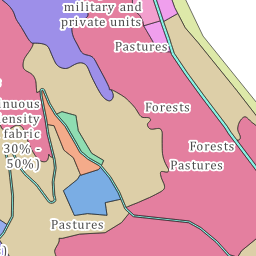 military and
private units
Pastures
Forests
nuous
ensity
fabric
30% -
50%)
Forests
Pastures
Pastures